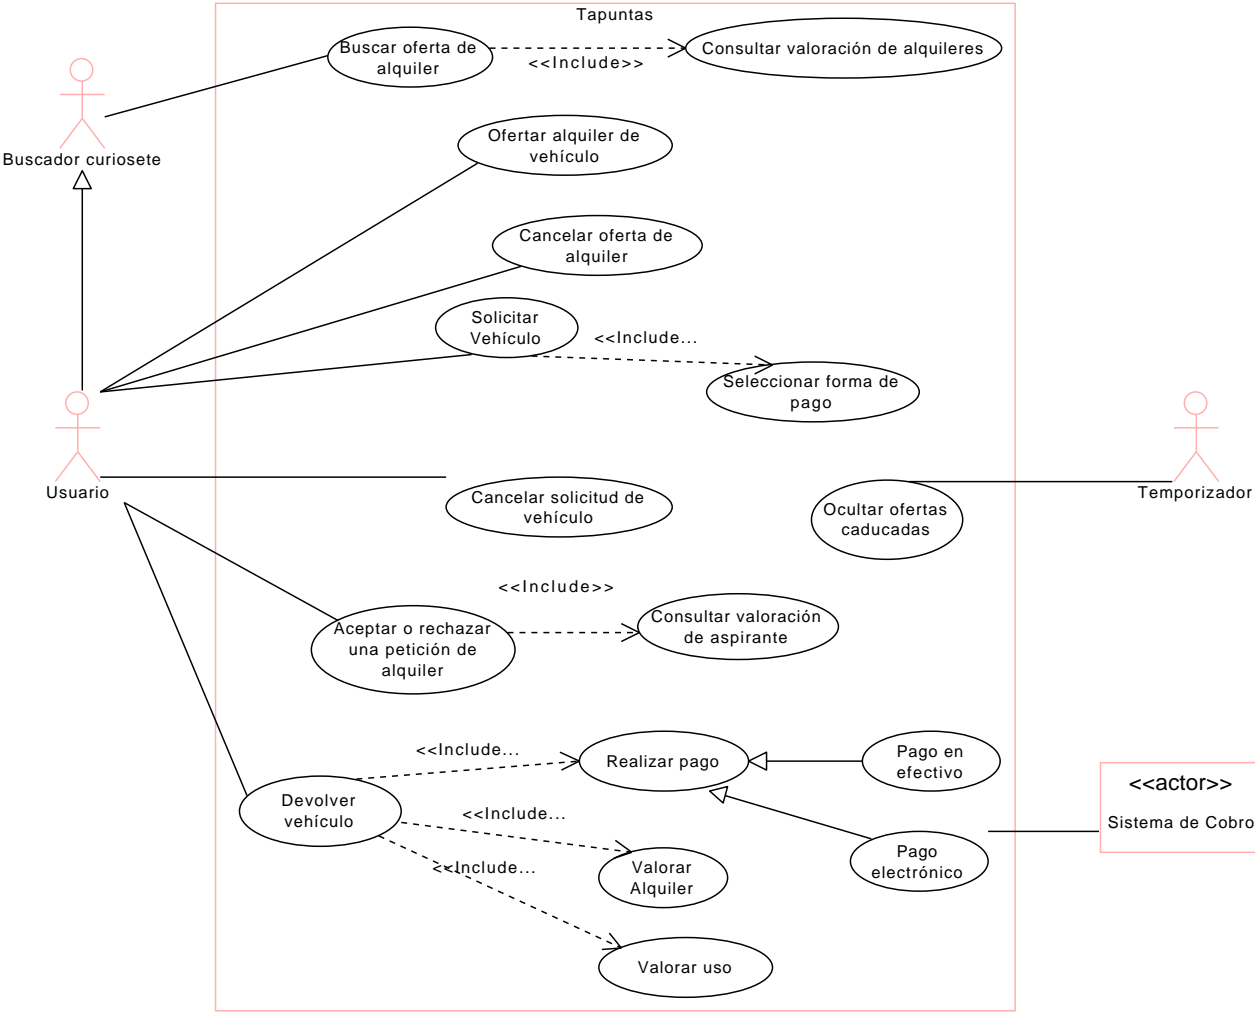 Tapuntas
Buscar oferta de
alquiler
<<Include>>
Consultar valoración de alquileres
Buscador curiosete
Ofertar alquiler de
vehículo
Cancelar oferta de
alquiler
Solicitar
Vehículo
<<Include...
Seleccionar forma de
pago
Usuario
Cancelar solicitud de
vehículo
Ocultar ofertas
caducadas
Temporizador
<<Include>>
Aceptar o rechazar
una petición de
alquiler
Consultar valoración
de aspirante
<<Include...
Realizar pago
Pago en
efectivo
<<actor>>
Sistema de Cobro
Devolver
vehículo
<<Include...
Pago
electrónico
<<Include...
Valorar
Alquiler
Valorar uso